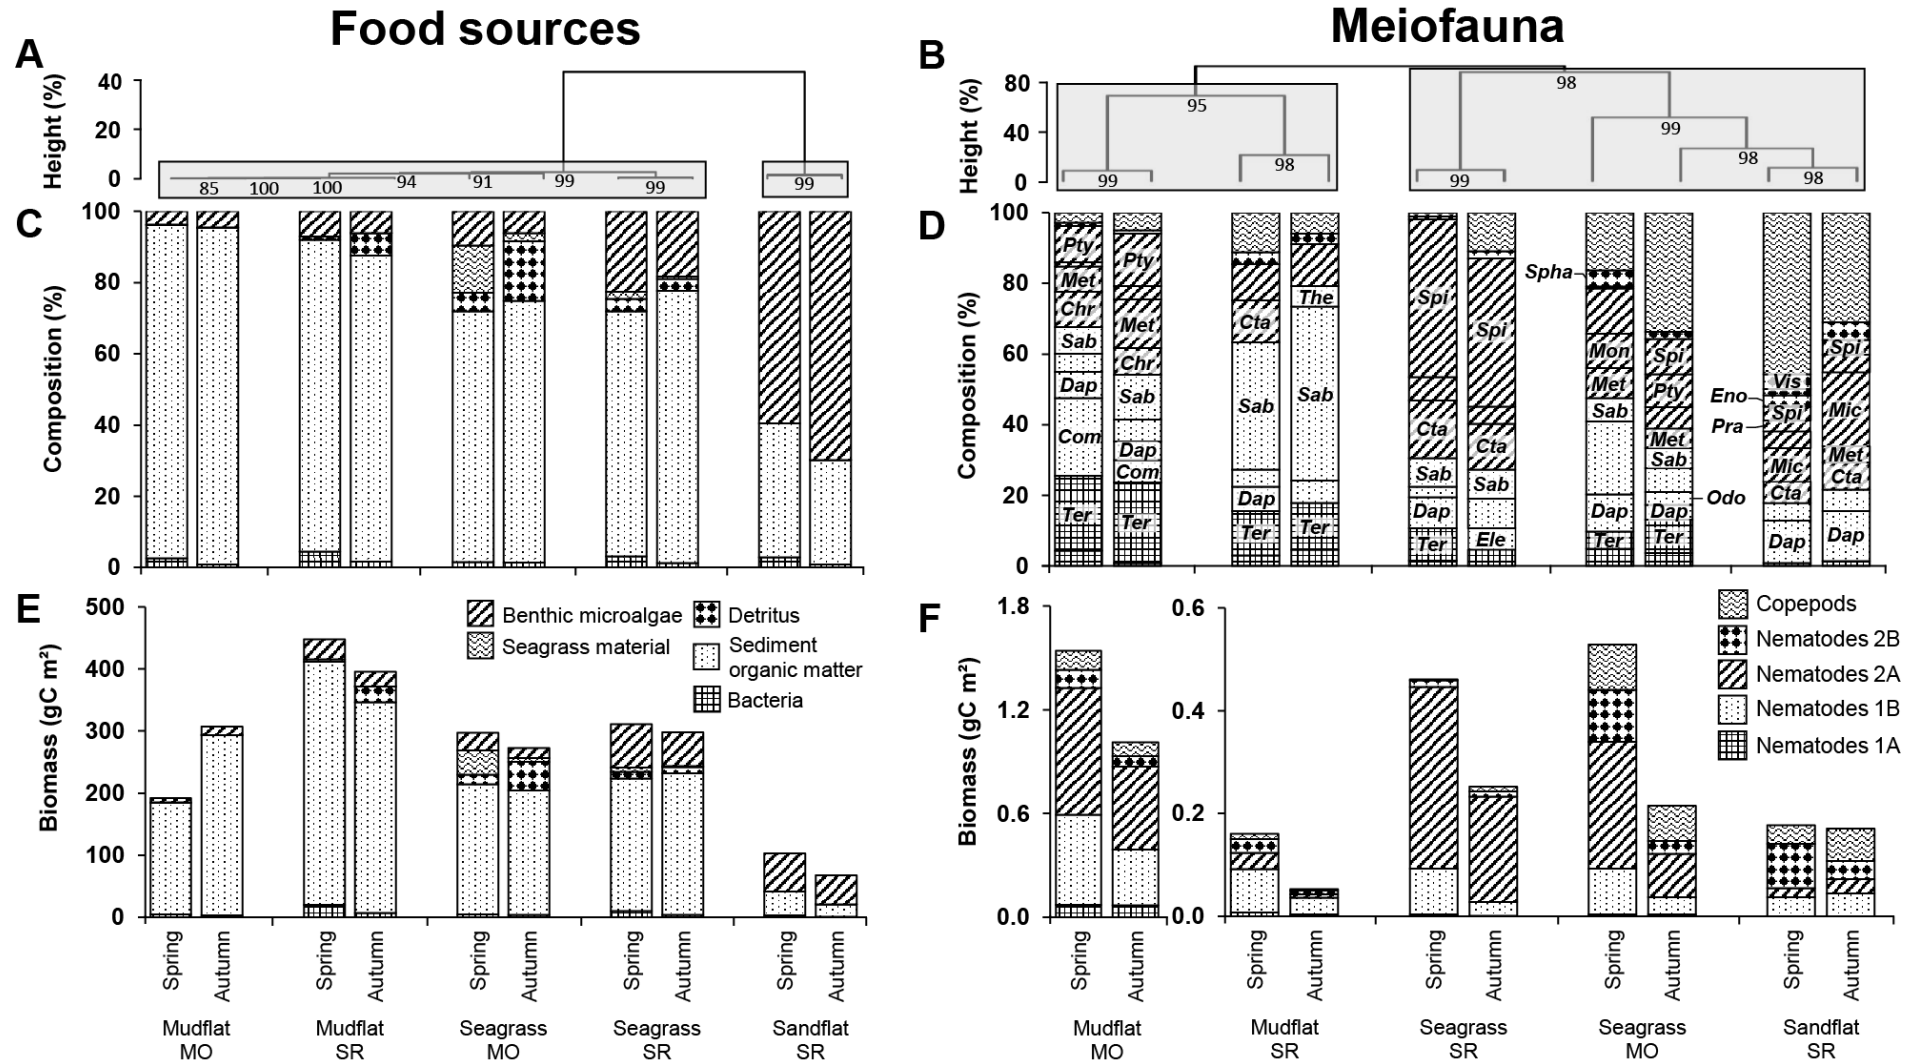 Food sources
Meiofauna
A
Height (%)
40
20
0
85
100
100
94
91
99
99
99
B
Height (%)
80
40
0
95
99
98
98
99
99
98
98
C
Composition (%)
100
80
60
40
20
0
D
Composition (%)
100
80
60
40
20
0
Pty
Met
Chr
Sab
Dap
Com
Ter
Pty
Met
Chr
Sab
Dap
Com
Ter
Cta
Sab
Dap
Ter
The
Sab
Ter
Spi
Cta
Sab
Dap
Ter
Spi
Cta
Sab
Ele
Spha
Mon
Met
Sab
Dap
Ter
Spi
Pty
Met
Sab
Odo
Dap
Ter
Vis
Eno
Spi
Pra
Mic
Cta
Dap
Spi
Mic
Met
Cta
Dap
E
Biomass (gC m²)
500
400
300
200
100
0
Benthic microalgae
Seagrass material
Detritus
Sediment
organic matter
Bacteria
Spring
Autumn
Spring
Autumn
Spring
Autumn
Spring
Autumn
Spring
Autumn
Mudflat
MO
Mudflat
SR
Seagrass
MO
Seagrass
SR
Sandflat
SR
F
Biomass (gC m²)
1.8
1.2
0.6
0.0
0.6
0.4
0.2
0.0
Copepods
Nematodes 2B
Nematodes 2A
Nematodes 1B
Nematodes 1A
Spring
Autumn
Spring
Autumn
Spring
Autumn
Spring
Autumn
Spring
Autumn
Mudflat
MO
Mudflat
SR
Seagrass
SR
Seagrass
MO
Sandflat
SR